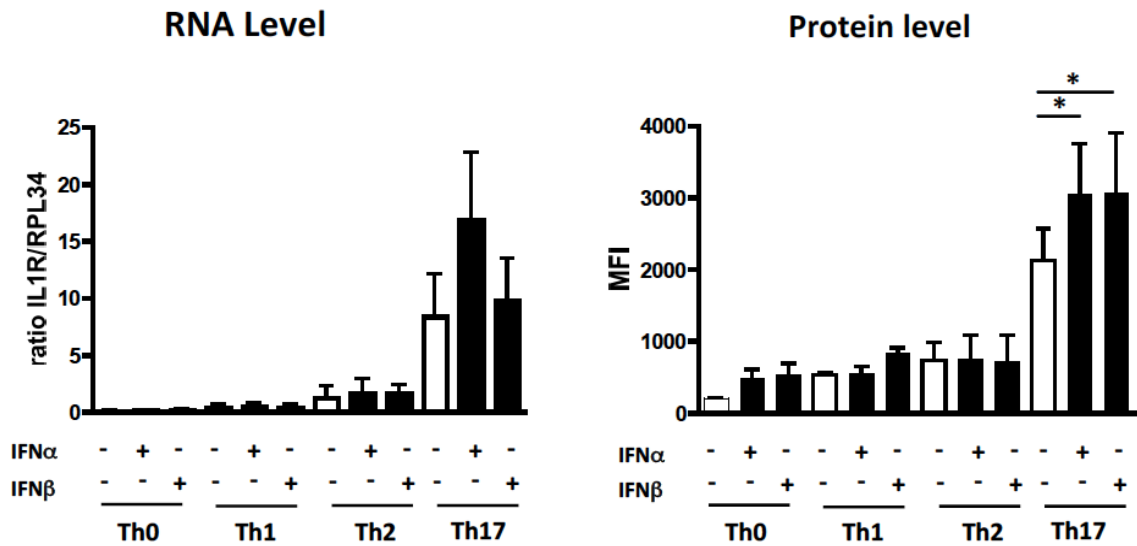 RNA Level
ratio IL1R/RPL34
25
20
15
10
5
0
IFNα - + - - + - - + - - + -
IFNβ - - + - - + - - + - - +
Th0 Th1 Th2 Th17
Protein level
* 
*
MFI
4000
3000
2000
1000
0
IFNα - + - - + - - + - - + -
IFNβ - - + - - + - - + - - +
Th0 Th1 Th2 Th17